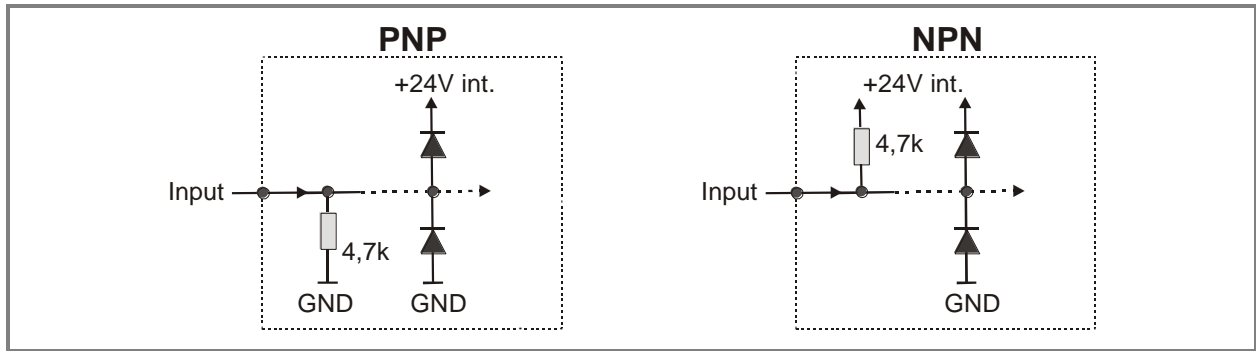 PNP
+24V int.
Input
4,7k
GND GND
NPN
+24V int.
4,7k
Input
GND